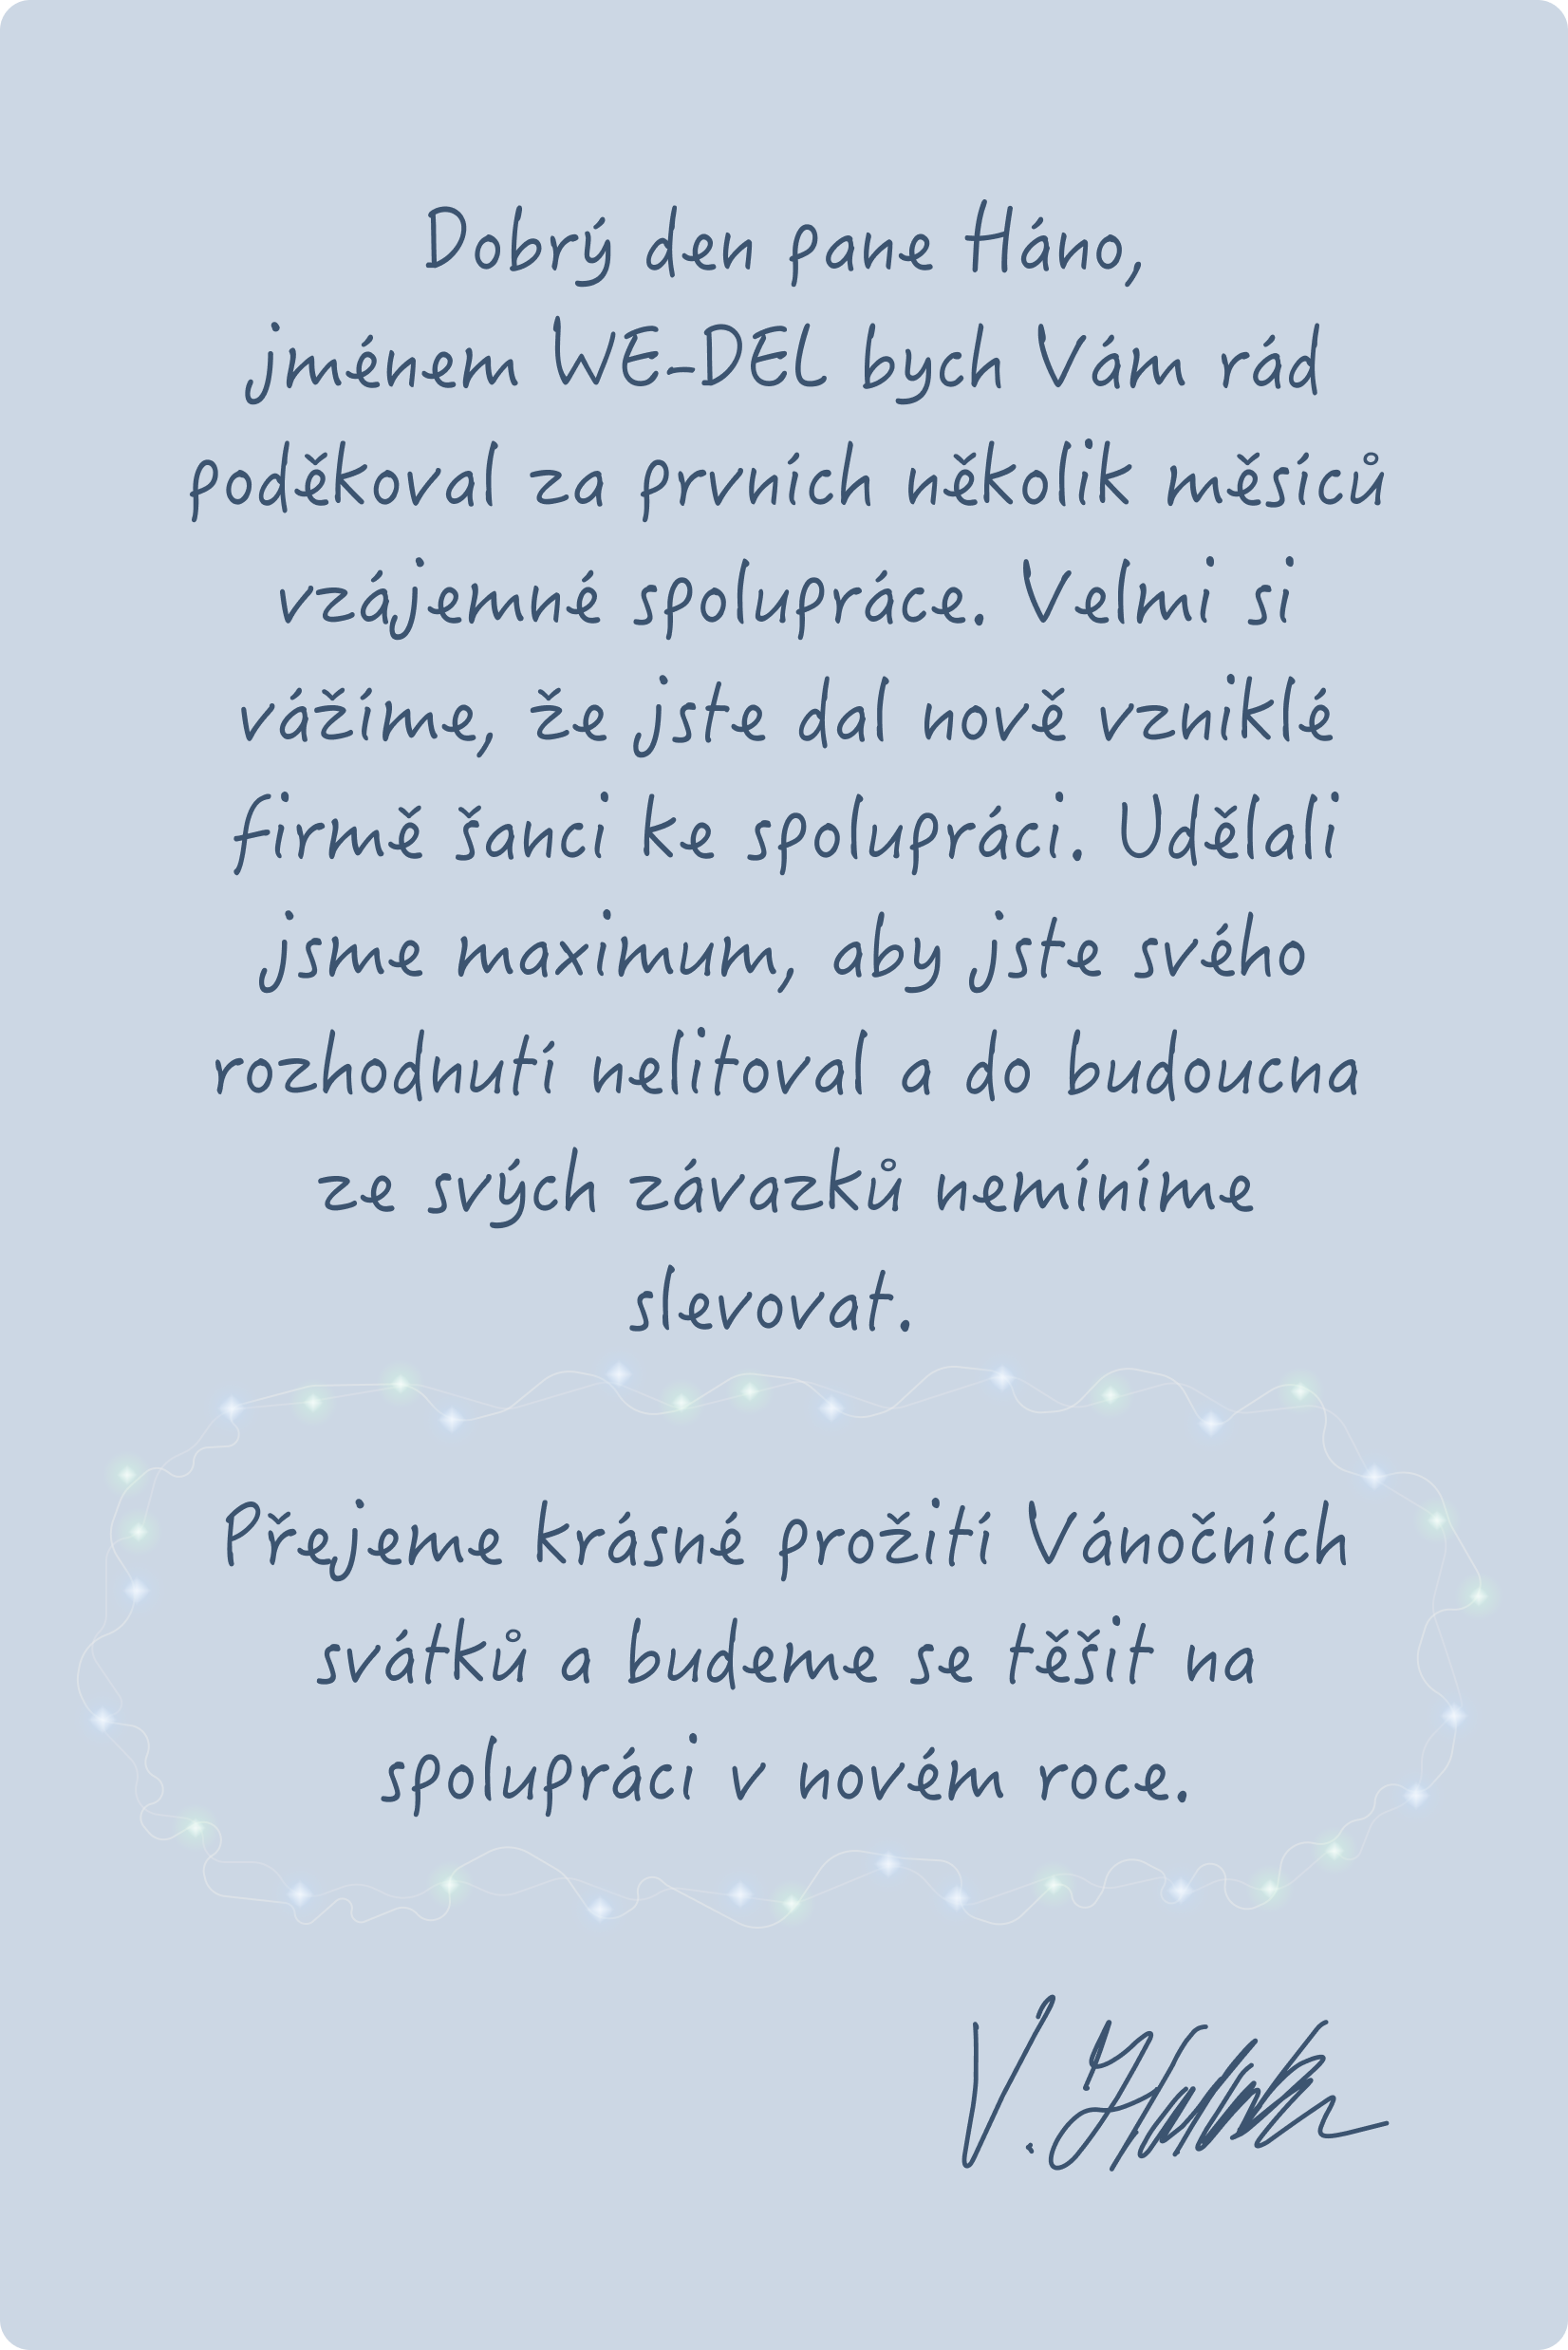 Dobrý den pane Háno,
jménem WE-DEL bych Vám rád
poděkoval za prvních několik měsíců
vzájemné spolupráce. Velmi si
vážíme, že jste dal nově vzniklé
firmě šanci ke spolupráci. Udělali
jsme maximum, aby jste svého
rozhodnutí nelitoval a do budoucna
ze svých závazků nemíníme
slevovat.
Přejeme krásné prožití Vánočních
svátků a budeme se těšit na
spolupráci v novém roce.
V.